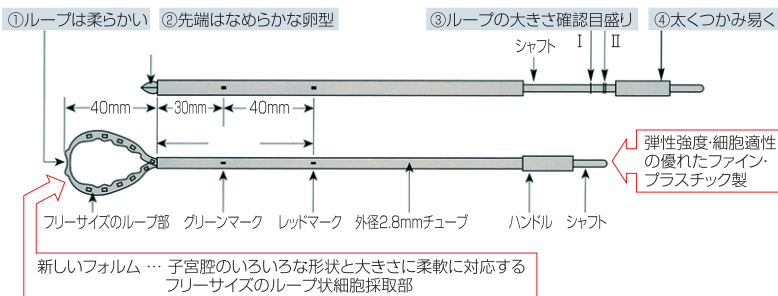 ①ループは柔らかい
②先端はなめらかな卵型
③ループの大きさ確認目盛り
④太くつかみ易く
シャフト
Ⅰ
Ⅱ
40mm
30mm
40mm
弾性強度・細胞適性
の優れたファイン・
プラスチック製
フリーサイズのループ部
グリーンマーク
レッドマーク
外径2.8mmチューブ
ハンドル
シャフト
新しいフォルム … 子宮腔のいろいろな形状と大きさに柔軟に対応する
フリーサイズのループ状細胞採取部